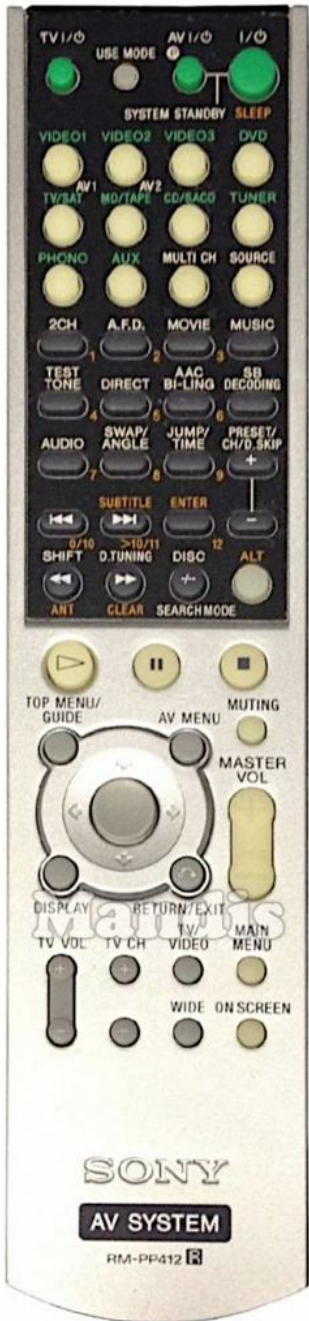 TV I/⏻ AV I/⏻ I/⏻
USE MODE
SYSTEM STANDBY SLEEP
VIDEO1 VIDEO2 VIDEO3 DVD
AV1 AV2
TV/SAT MD/TAPE CD/SACD TUNER
PHONO AUX MULTI CH SOURCE
2CH A.F.D. MOVIE MUSIC
1 2 3
TEST TONE DIRECT AAC BI-LING SB DECODING
4 5 6
AUDIO SWAP/ANGLE JUMP/TIME PRESET/CH/D.SKIP
7 8 9 +
SUBTITLE ENTER
⏮ ⏭ −
0/10 >10/11 12
SHIFT D.TUNING DISC ALT
◀◀ ▶▶ -/--
ANT CLEAR SEARCH MODE
TOP MENU/
GUIDE AV MENU MUTING
MASTER
VOL
DISPLAY RETURN/EXIT
Mandis
TV VOL TV CH TV/
VIDEO MAIN
MENU
+ +
WIDE ON SCREEN
− −
SONY
AV SYSTEM
RM-PP412 R